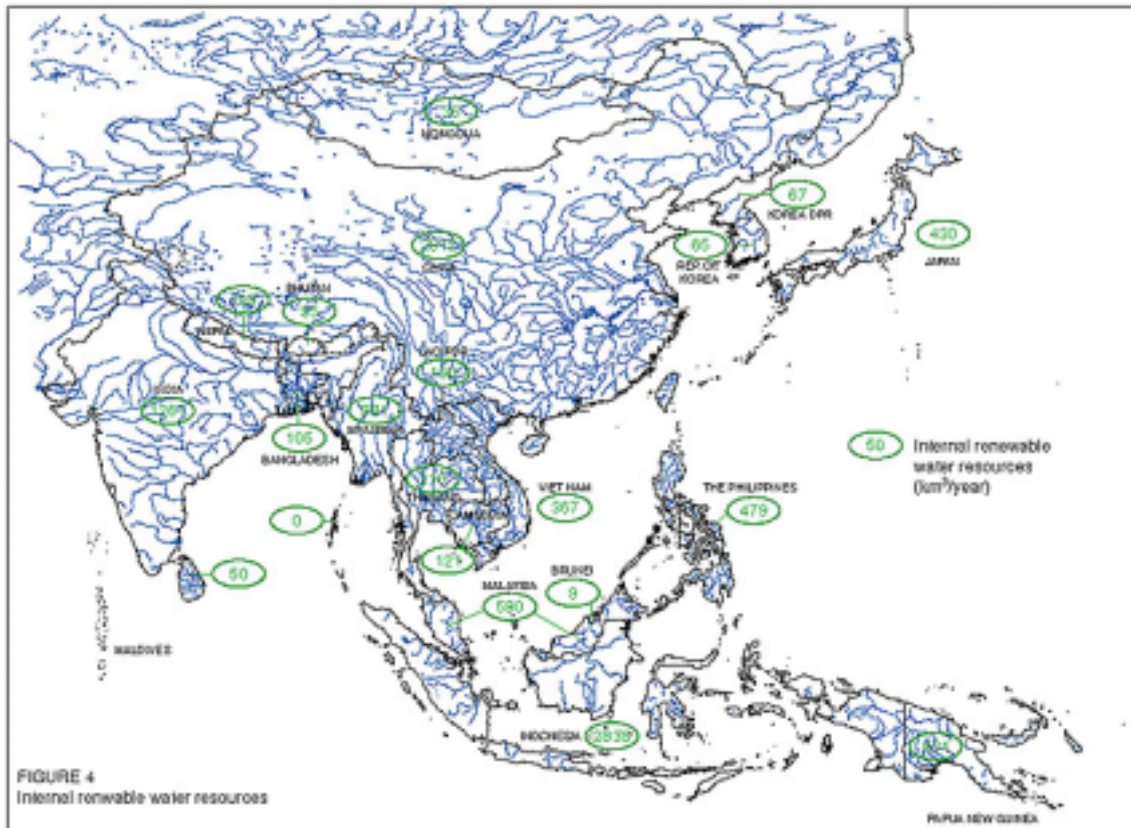 MONGOLIA
67
KOREA DPR
65
REP. OF
KOREA
430
JAPAN
BHUTAN
NEPAL
INDIA
105
BANGLADESH
50
Internal renewable
water resources
(km³/year)
VIET NAM
367
THE PHILIPPINES
479
0
CAMBODIA
121
50
MALAYSIA
580
BRUNEI
9
MALDIVES
INDONESIA
2838
FIGURE 4
Internal renwable water resources
PAPUA NEW GUINEA